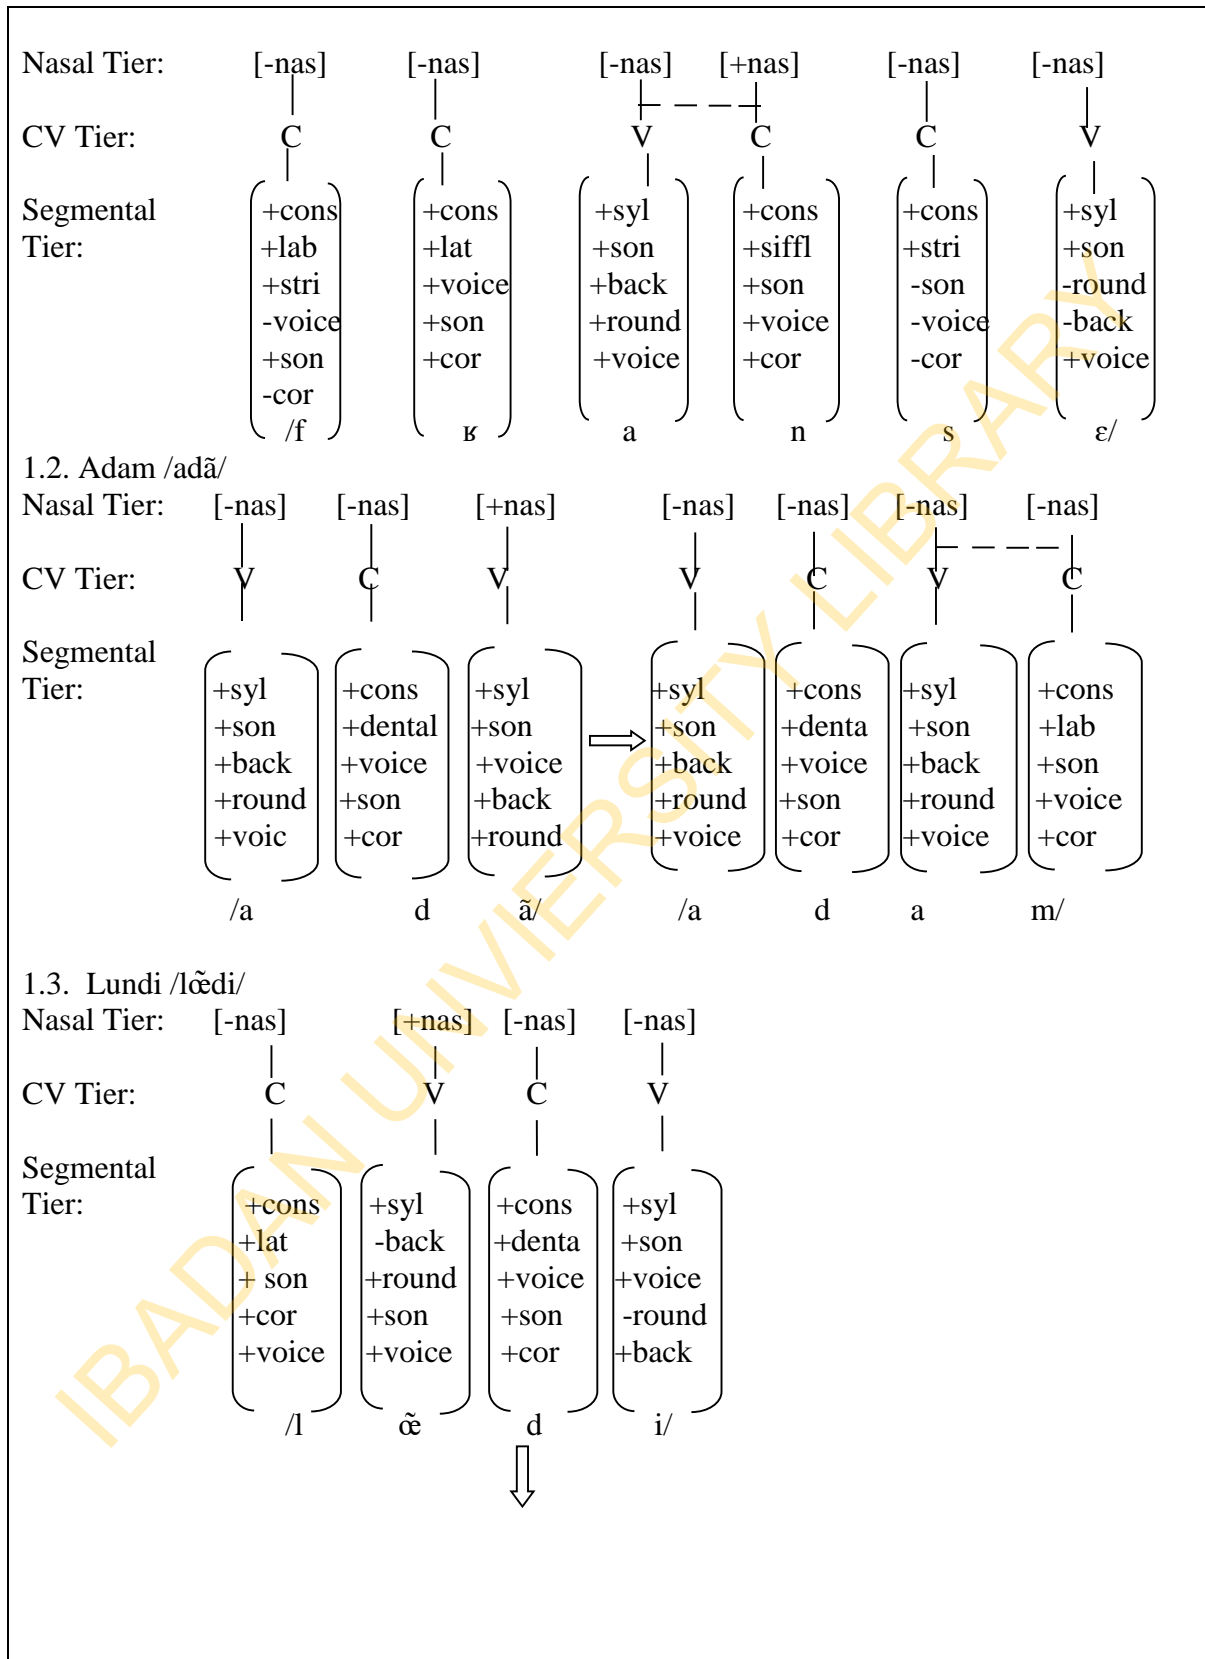 Nasal Tier: [-nas] [-nas] [-nas] [+nas] [-nas] [-nas]
CV Tier: C C V C C V
Segmental +cons +cons +syl +cons +cons +syl
Tier: +lab +lat +son +siffl +stri +son
+stri +voice +back +son -son -round
-voice +son +round +voice -voice -back
+son +cor +voice +cor -cor +voice
-cor
/f ʁ a n s ɛ/
1.2. Adam /adã/
Nasal Tier: [-nas] [-nas] [+nas] [-nas] [-nas] [-nas] [-nas]
CV Tier: V C V V C V C
Segmental
Tier: +syl +cons +syl +syl +cons +syl +cons
+son +dental +son +son +denta +son +lab
+back +voice +voice +back +voice +back +son
+round +son +back +round +son +round +voice
+voic +cor +round +voice +cor +voice +cor
/a d ã/ /a d a m/
1.3. Lundi /lœ̃di/
Nasal Tier: [-nas] [+nas] [-nas] [-nas]
CV Tier: C V C V
Segmental
Tier: +cons +syl +cons +syl
+lat -back +denta +son
+ son +round +voice +voice
+cor +son +son -round
+voice +voice +cor +back
/l œ̃ d i/
IBADAN UNVIERSITY LIBRARY